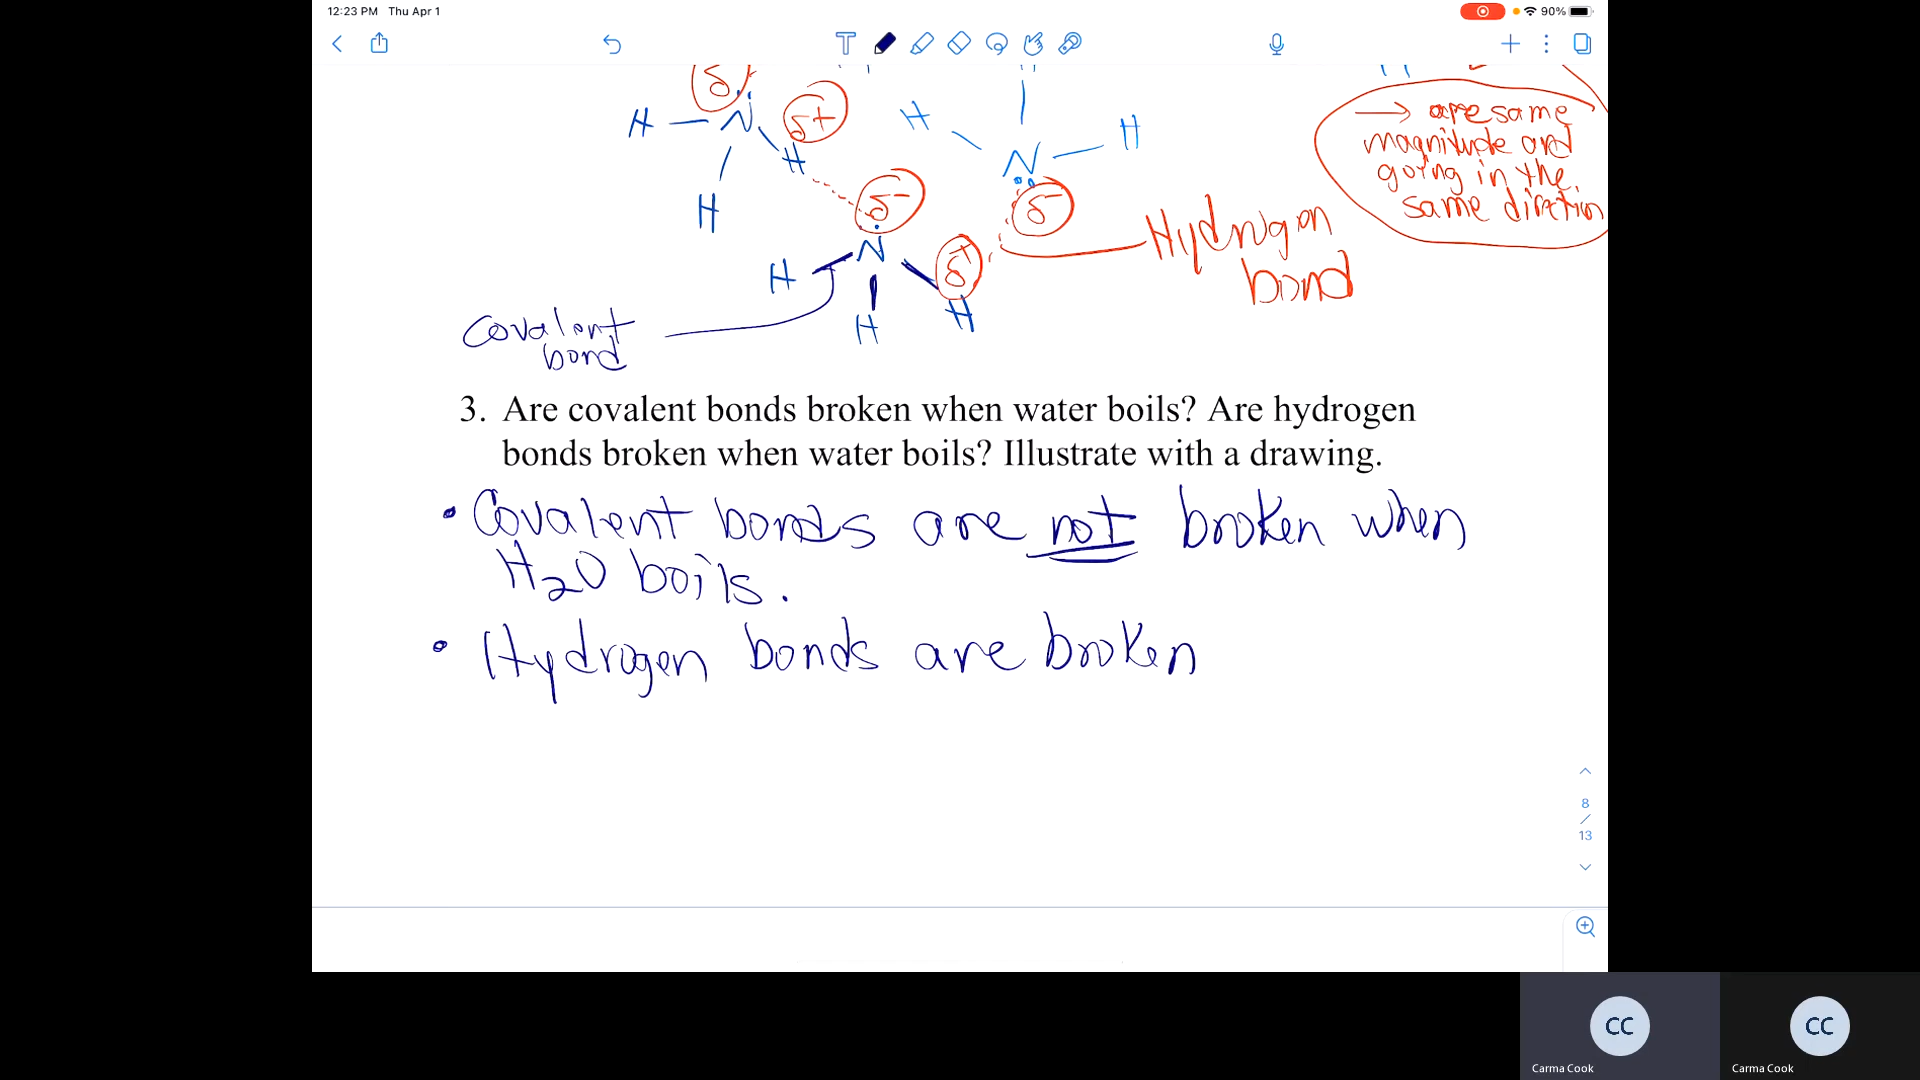 12:23 PM Thu Apr 1
90%
δ
N
δ+
H
H
H
H
N
H
δ-
δ-
→ are same
magnitude and
going in the
same direction
Hydrogen
bond
N
H
H
δ+
H
Covalent
bond
3. Are covalent bonds broken when water boils? Are hydrogen
bonds broken when water boils? Illustrate with a drawing.
• Covalent bonds are not broken when
H2O boils.
• Hydrogen bonds are broken
8
/
13
CC
Carma Cook
CC
Carma Cook